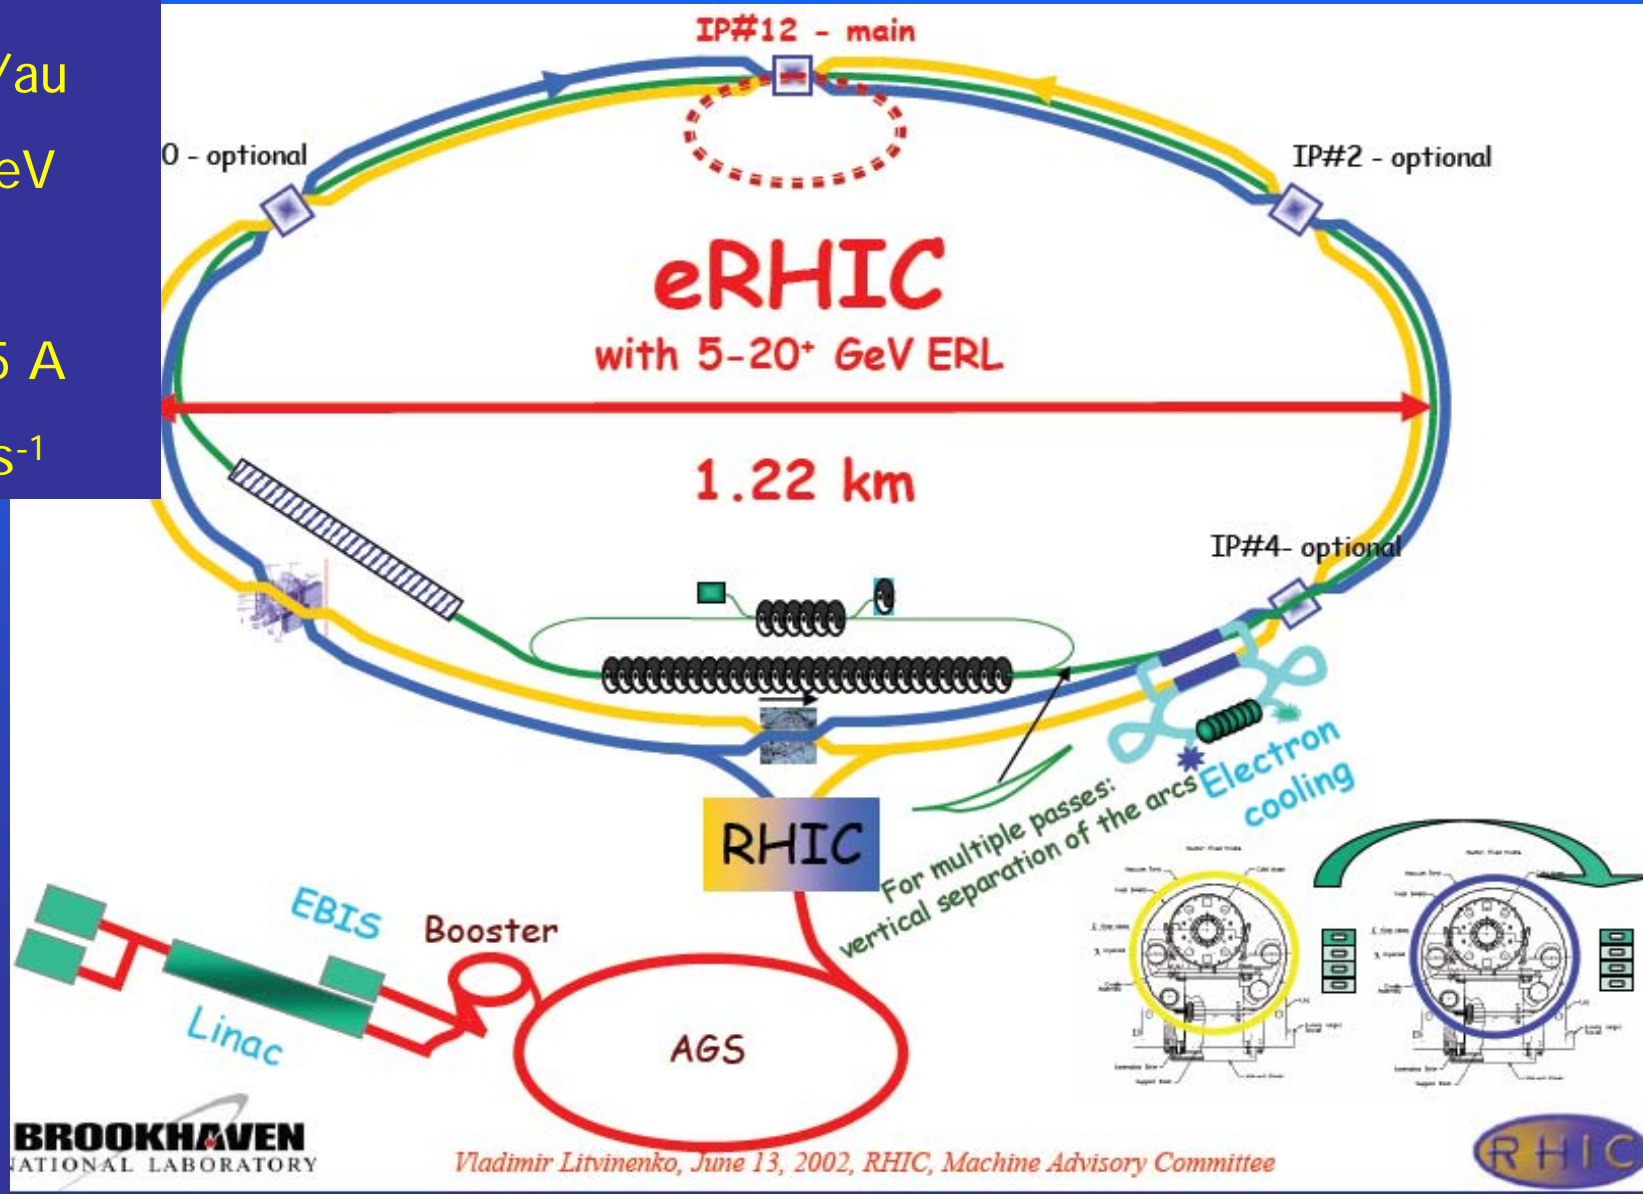 /au
eV
5 A
s⁻¹
IP#12 - main
0 - optional
IP#2 - optional
eRHIC
with 5-20⁺ GeV ERL
1.22 km
IP#4- optional
Electron
cooling
For multiple passes:
vertical separation of the arcs
RHIC
EBIS
Booster
Linac
AGS
BROOKHAVEN
NATIONAL LABORATORY
Vladimir Litvinenko, June 13, 2002, RHIC, Machine Advisory Committee
RHIC